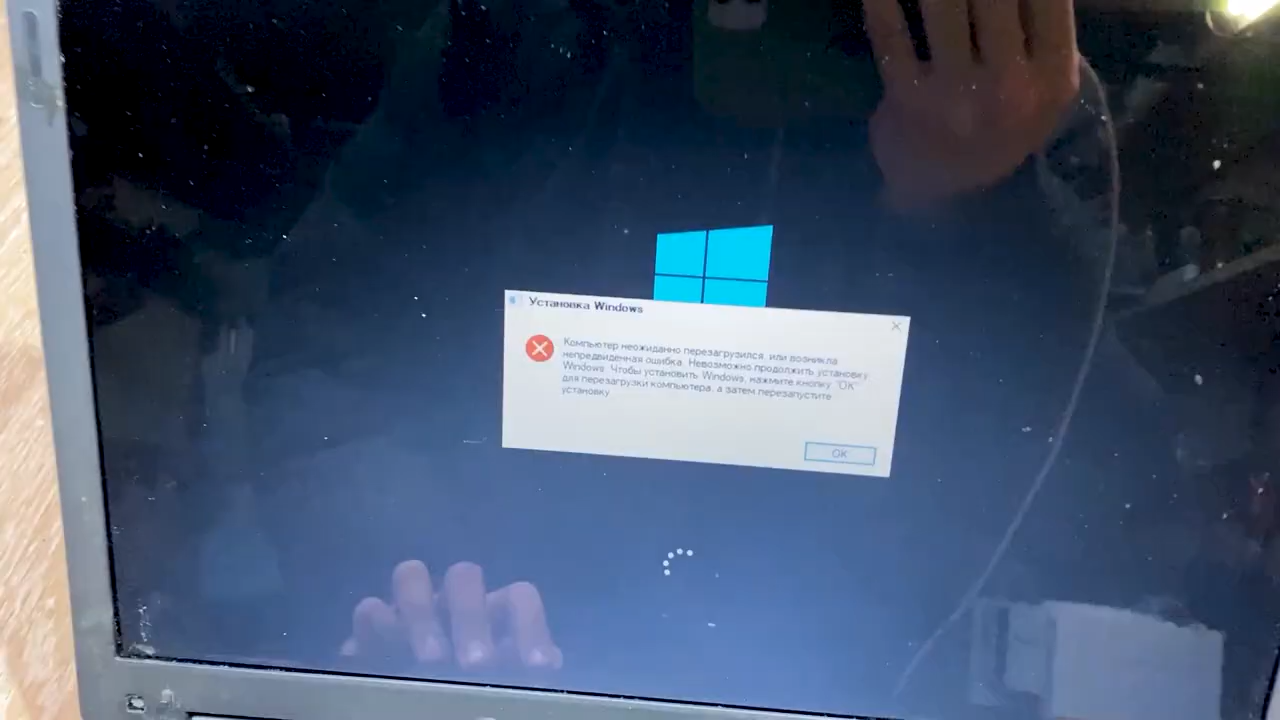 Установка Windows
Компьютер неожиданно перезагрузился или возникла
непредвиденная ошибка. Невозможно продолжить установку
Windows. Чтобы установить Windows, нажмите кнопку "ОК"
для перезагрузки компьютера, а затем перезапустите
установку.
ОК